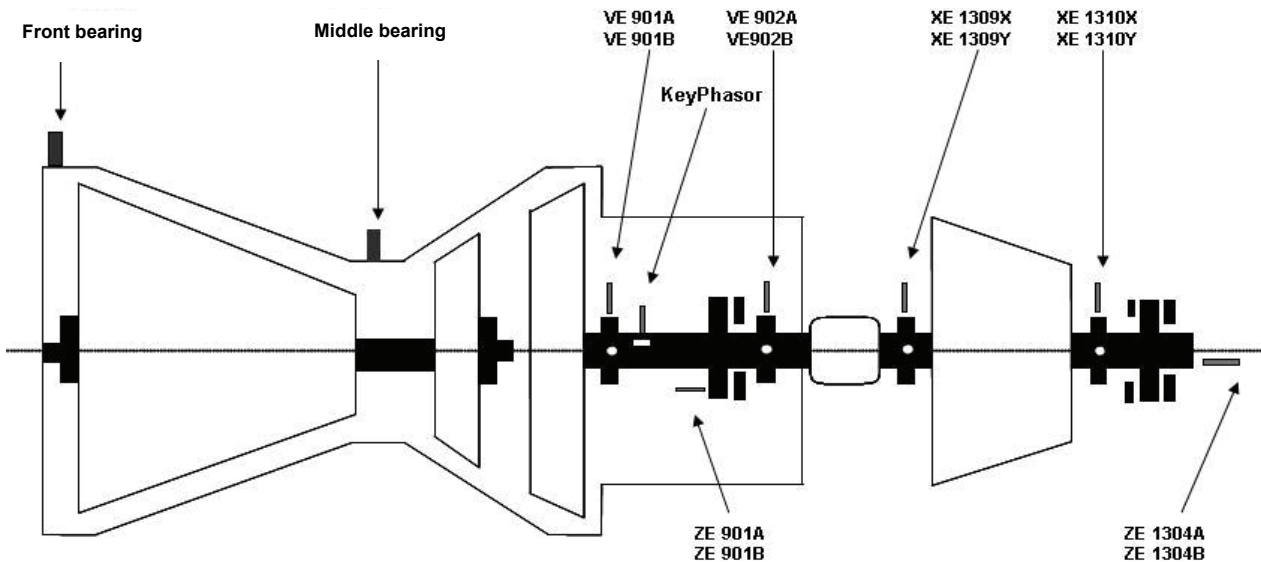 VE 901A
VE 901B
VE 902A
VE902B
XE 1309X
XE 1309Y
XE 1310X
XE 1310Y
Front bearing
Middle bearing
KeyPhasor
ZE 901A
ZE 901B
ZE 1304A
ZE 1304B